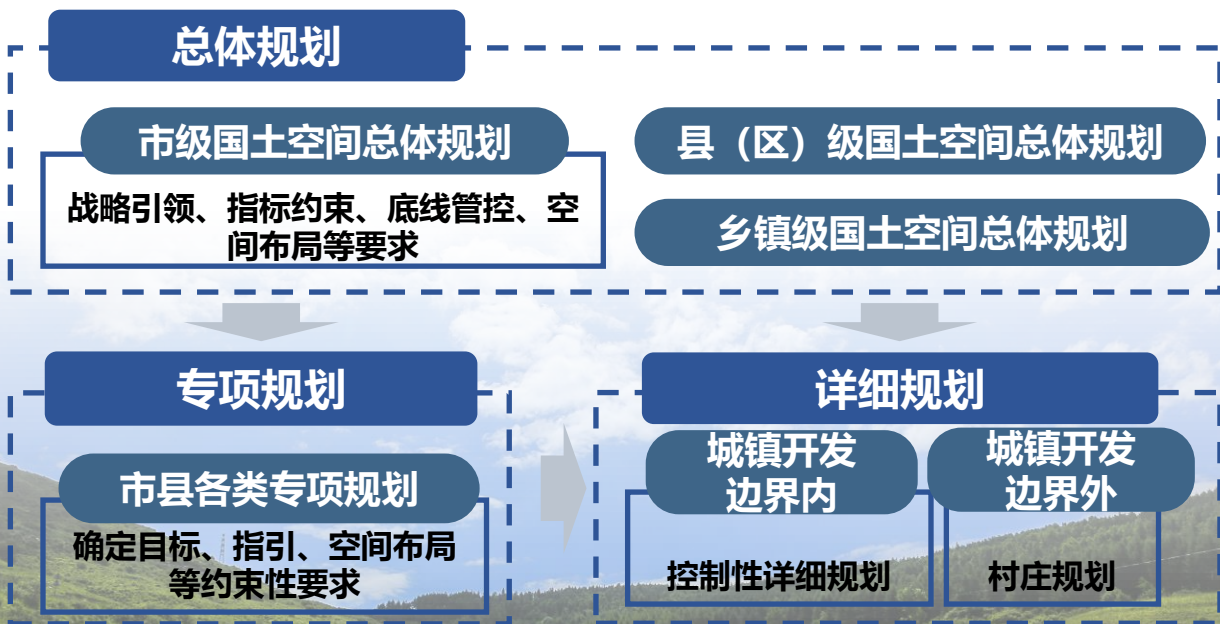 总体规划
市级国土空间总体规划
战略引领、指标约束、底线管控、空
间布局等要求
县（区）级国土空间总体规划
乡镇级国土空间总体规划
专项规划
市县各类专项规划
确定目标、指引、空间布局
等约束性要求
详细规划
城镇开发
边界内
控制性详细规划
城镇开发
边界外
村庄规划